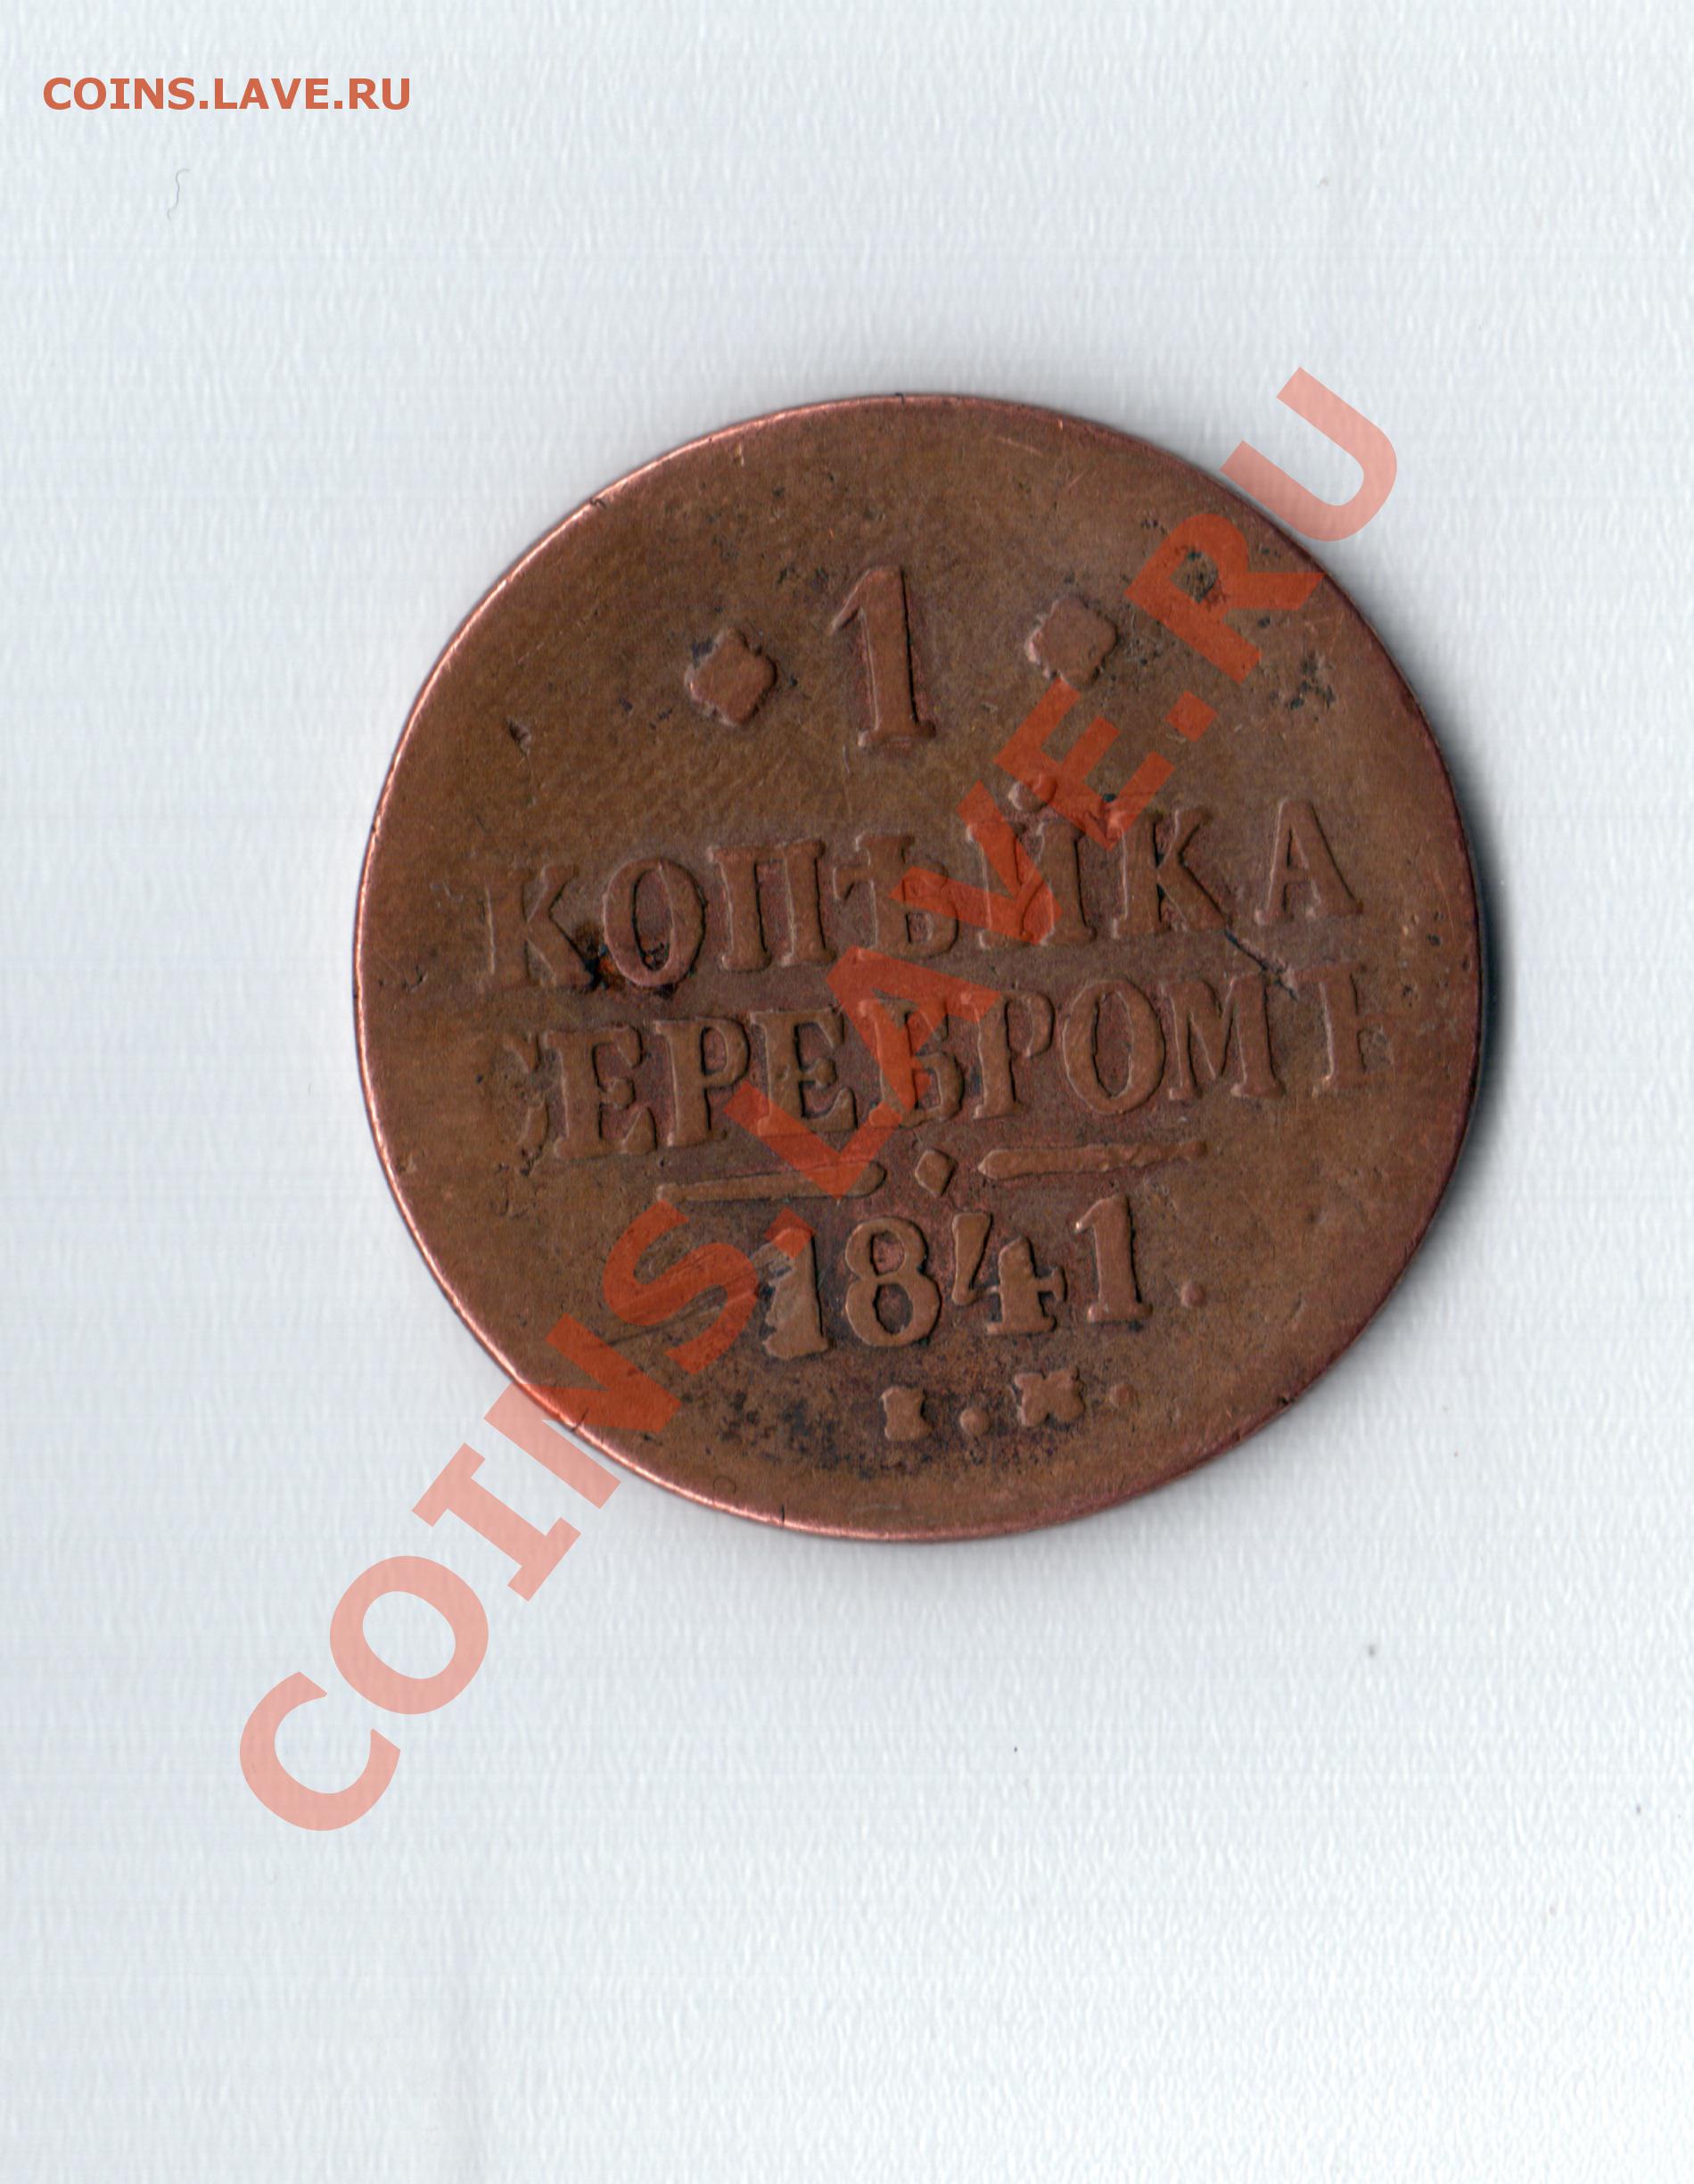 COINS.LAVE.RU
1
КОПѢЙКА
СЕРЕБРОМЪ
1841.
COINS.LAVE.RU